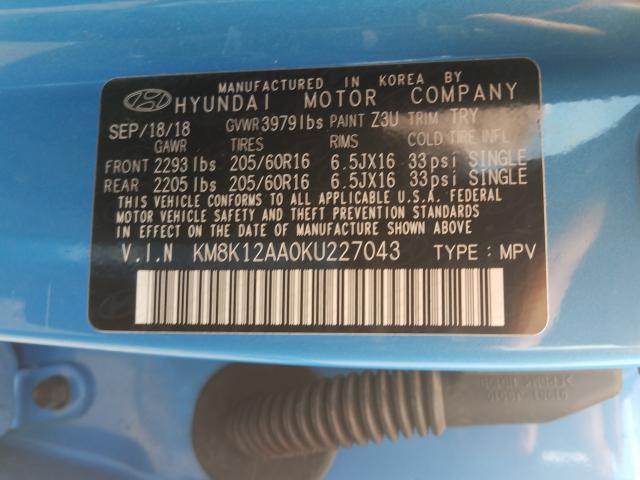 MANUFACTURED IN KOREA BY
HYUNDAI MOTOR COMPANY
SEP/18/18 GVWR 3979lbs PAINT Z3U TRIM TRY
GAWR TIRES RIMS COLD TIRE INFL
FRONT 2293lbs 205/60R16 6.5JX16 33psi SINGLE
REAR 2205lbs 205/60R16 6.5JX16 33psi SINGLE
THIS VEHICLE CONFORMS TO ALL APPLICABLE U.S.A. FEDERAL
MOTOR VEHICLE SAFETY, BUMPER, AND THEFT PREVENTION STANDARDS
IN EFFECT ON THE DATE OF MANUFACTURE SHOWN ABOVE
V.I.N KM8K12AA0KU227043 TYPE : MPV